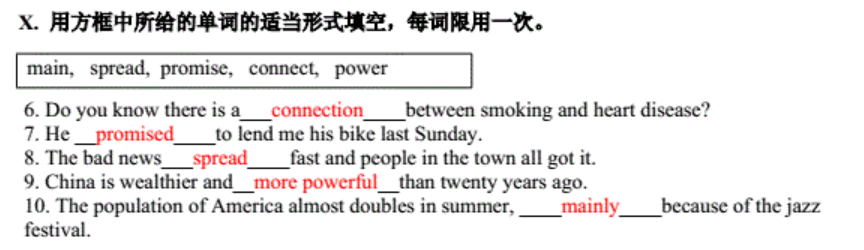 X. 用方框中所给的单词的适当形式填空，每词限用一次。
main, spread, promise, connect, power
6. Do you know there is a___connection____between smoking and heart disease?
7. He __promised____to lend me his bike last Sunday.
8. The bad news___spread____fast and people in the town all got it.
9. China is wealthier and__more powerful__than twenty years ago.
10. The population of America almost doubles in summer, ____mainly____because of the jazz
festival.